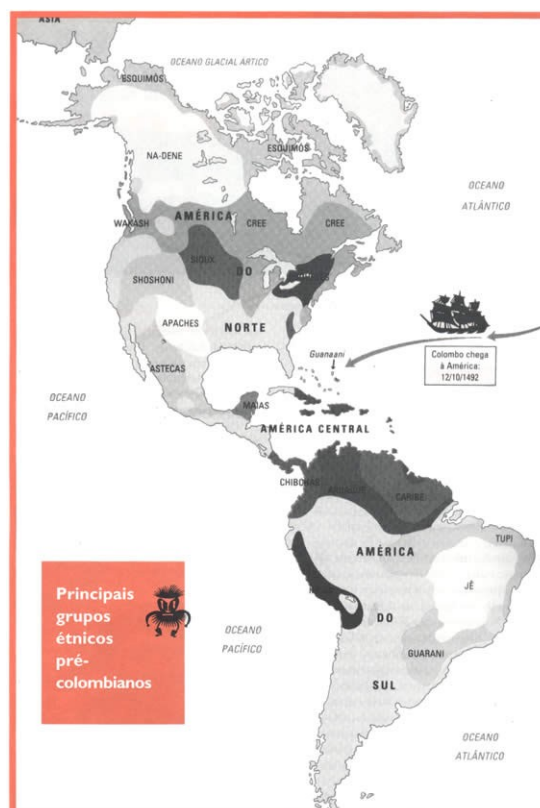 ÁSIA
OCEANO GLACIAL ÁRTICO
ESQUIMÓS
ESQUIMÓS
NA-DENE
OCEANO
ATLÂNTICO
WAKASH
AMÉRICA
CREE
CREE
SIOUX
DO
SHOSHONI
APACHES
NORTE
Guanaani
Colombo chega
à América:
12/10/1492
ASTECAS
OCEANO
PACÍFICO
MAIAS
AMÉRICA CENTRAL
CHIBCHAS
CARIBE
AMÉRICA
TUPI
JÊ
Principais
grupos
étnicos
pré-
colombianos
OCEANO
PACÍFICO
DO
GUARANI
SUL
OCEANO
ATLÂNTICO